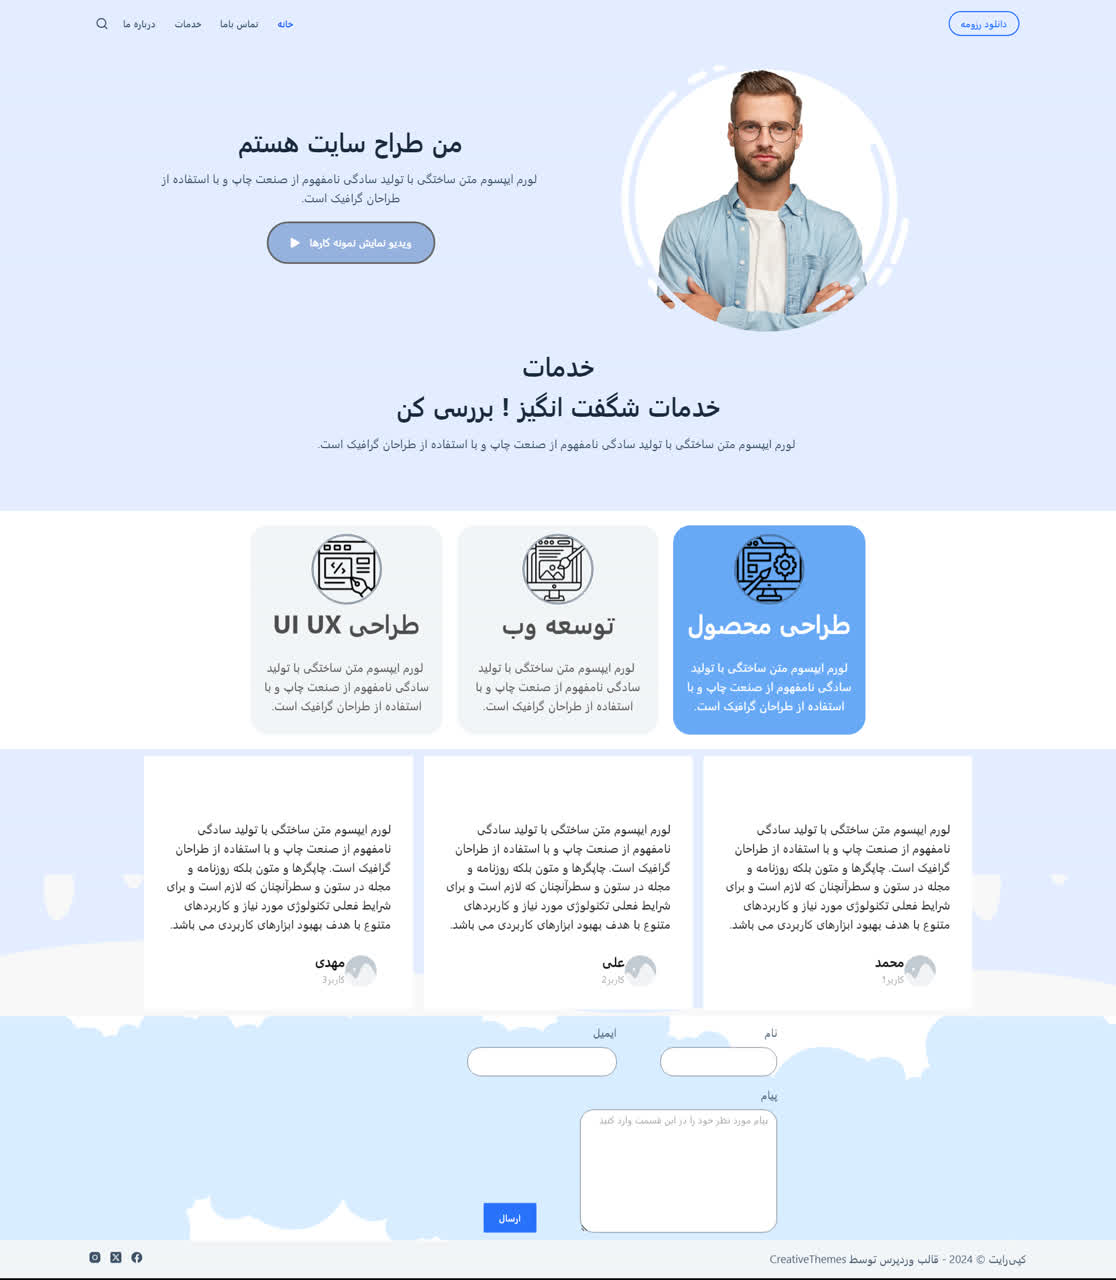 دانلود رزومه
خانه
تماس باما
خدمات
درباره ما
من طراح سایت هستم
لورم ایپسوم متن ساختگی با تولید سادگی نامفهوم از صنعت چاپ و با استفاده از
طراحان گرافیک است.
ویدیو نمایش نمونه کارها
خدمات
خدمات شگفت انگیز ! بررسی کن
لورم ایپسوم متن ساختگی با تولید سادگی نامفهوم از صنعت چاپ و با استفاده از طراحان گرافیک است.
طراحی محصول
لورم ایپسوم متن ساختگی با تولید
سادگی نامفهوم از صنعت چاپ و با
استفاده از طراحان گرافیک است.
توسعه وب
لورم ایپسوم متن ساختگی با تولید
سادگی نامفهوم از صنعت چاپ و با
استفاده از طراحان گرافیک است.
طراحی UI UX
لورم ایپسوم متن ساختگی با تولید
سادگی نامفهوم از صنعت چاپ و با
استفاده از طراحان گرافیک است.
لورم ایپسوم متن ساختگی با تولید سادگی
نامفهوم از صنعت چاپ و با استفاده از طراحان
گرافیک است. چاپگرها و متون بلکه روزنامه و
مجله در ستون و سطرآنچنان که لازم است و برای
شرایط فعلی تکنولوژی مورد نیاز و کاربردهای
متنوع با هدف بهبود ابزارهای کاربردی می باشد.
محمد
کاربر1
لورم ایپسوم متن ساختگی با تولید سادگی
نامفهوم از صنعت چاپ و با استفاده از طراحان
گرافیک است. چاپگرها و متون بلکه روزنامه و
مجله در ستون و سطرآنچنان که لازم است و برای
شرایط فعلی تکنولوژی مورد نیاز و کاربردهای
متنوع با هدف بهبود ابزارهای کاربردی می باشد.
علی
کاربر2
لورم ایپسوم متن ساختگی با تولید سادگی
نامفهوم از صنعت چاپ و با استفاده از طراحان
گرافیک است. چاپگرها و متون بلکه روزنامه و
مجله در ستون و سطرآنچنان که لازم است و برای
شرایط فعلی تکنولوژی مورد نیاز و کاربردهای
متنوع با هدف بهبود ابزارهای کاربردی می باشد.
مهدی
کاربر3
نام
ایمیل
پیام
پیام مورد نظر خود را در این قسمت وارد کنید
ارسال
کپی‌رایت © 2024 - قالب وردپرس توسط CreativeThemes